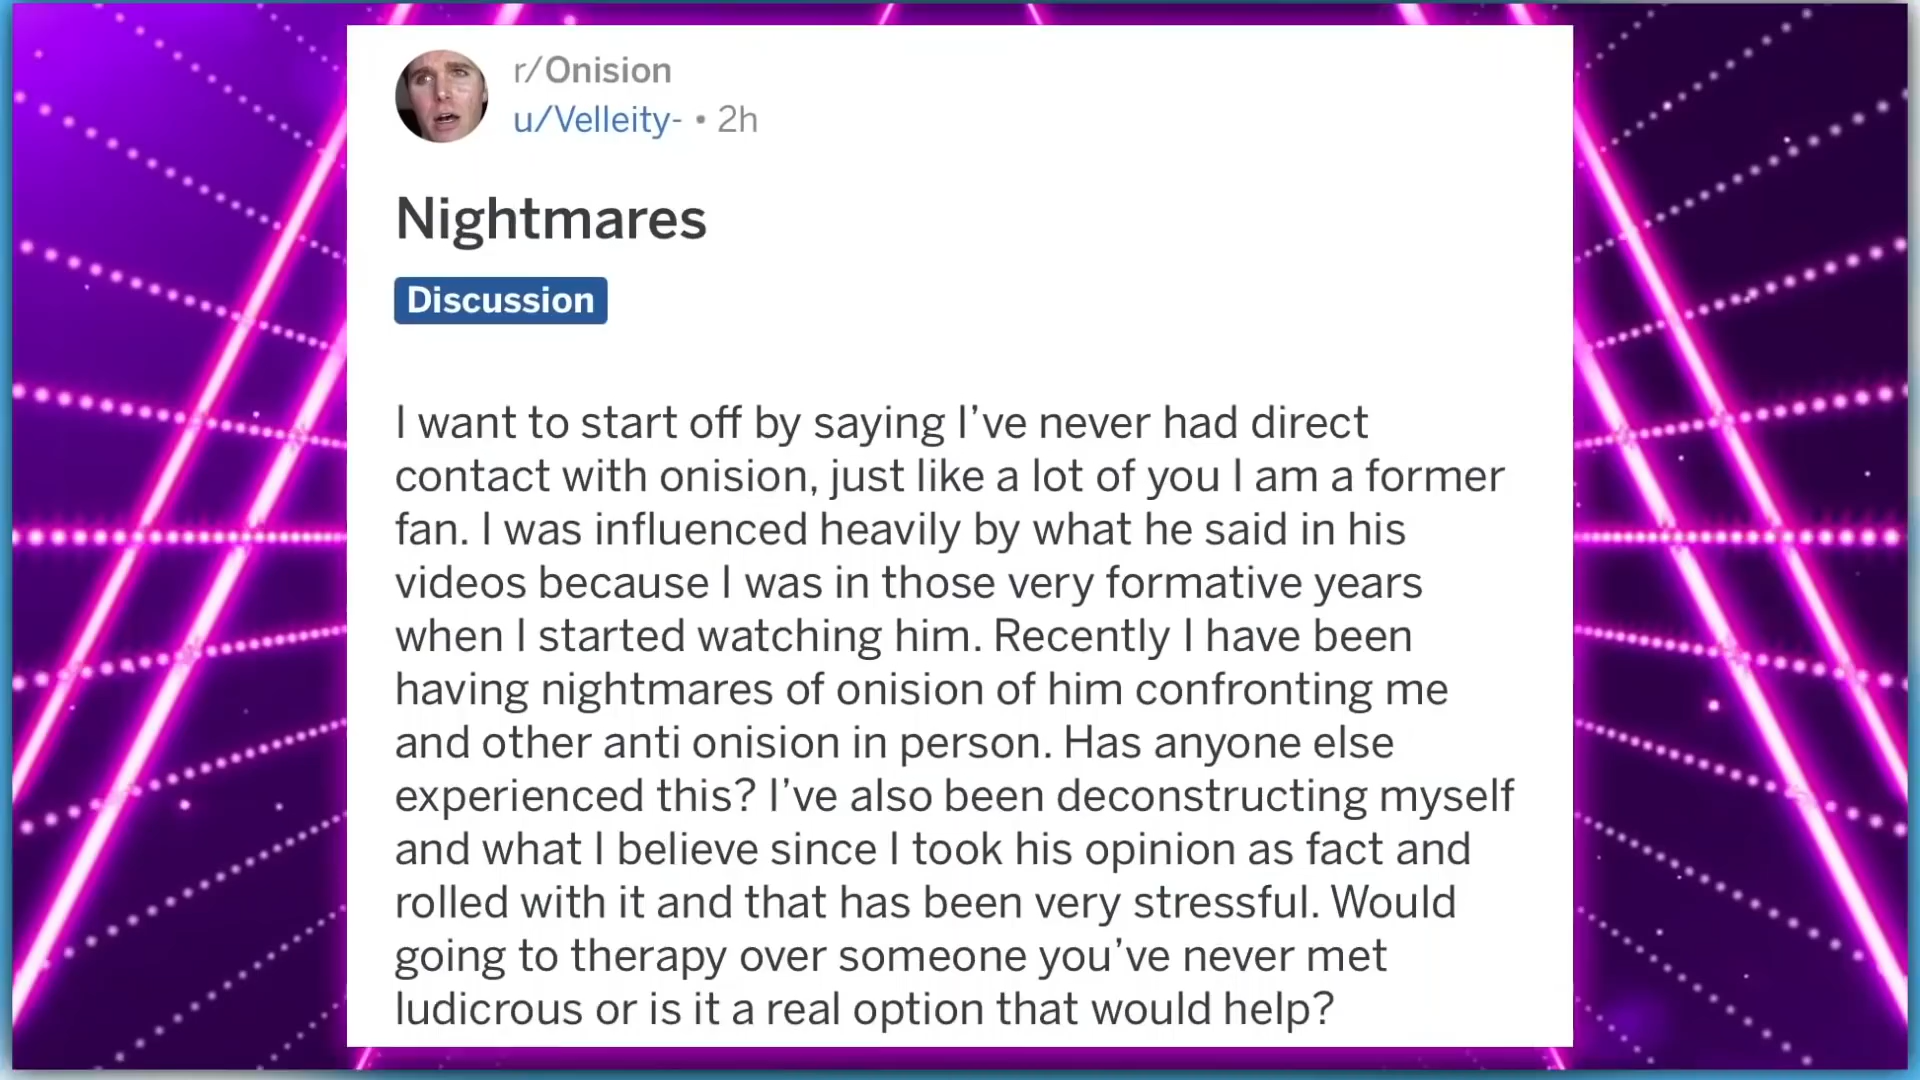 r/Onision
u/Velleity- • 2h
Nightmares
Discussion
I want to start off by saying I've never had direct
contact with onision, just like a lot of you I am a former
fan. I was influenced heavily by what he said in his
videos because I was in those very formative years
when I started watching him. Recently I have been
having nightmares of onision of him confronting me
and other anti onision in person. Has anyone else
experienced this? I've also been deconstructing myself
and what I believe since I took his opinion as fact and
rolled with it and that has been very stressful. Would
going to therapy over someone you've never met
ludicrous or is it a real option that would help?